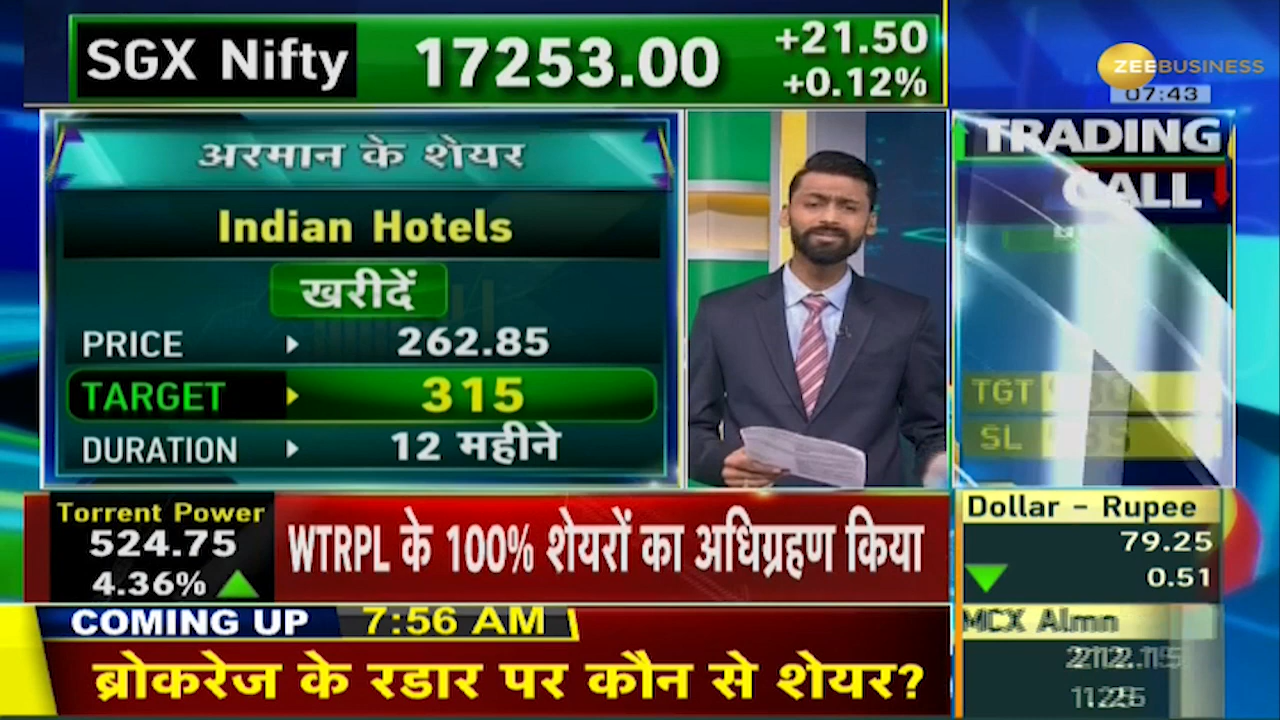 SGX Nifty
17253.00
+21.50
+0.12%
ZEEBUSINESS
07:43
अरमान के शेयर
Indian Hotels
खरीदें
PRICE 262.85
TARGET 315
DURATION 12 महीने
TRADING
CALL
TGT
SL
Torrent Power
524.75
4.36%
WTRPL के 100% शेयरों का अधिग्रहण किया
Dollar - Rupee
79.25
0.51
MCX Almn
COMING UP 7:56 AM
ब्रोकरेज के रडार पर कौन से शेयर?